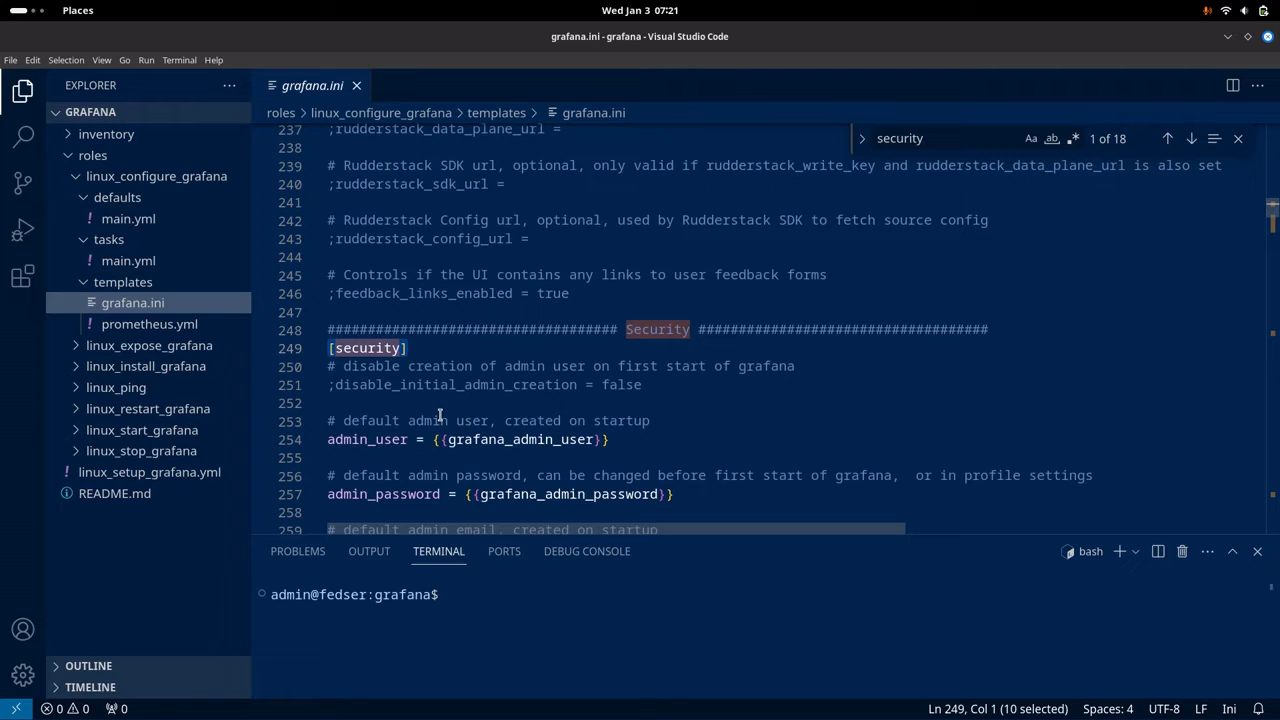 Places
Wed Jan 3 07:21
grafana.ini - grafana - Visual Studio Code
File Edit Selection View Go Run Terminal Help
EXPLORER
GRAFANA
inventory
roles
linux_configure_grafana
defaults
main.yml
tasks
main.yml
templates
grafana.ini
prometheus.yml
linux_expose_grafana
linux_install_grafana
linux_ping
linux_restart_grafana
linux_start_grafana
linux_stop_grafana
linux_setup_grafana.yml
README.md
OUTLINE
TIMELINE
grafana.ini
roles > linux_configure_grafana > templates > grafana.ini
security
Aa ab .* 1 of 18
237 ;rudderstack_data_plane_url =
238
239 # Rudderstack SDK url, optional, only valid if rudderstack_write_key and rudderstack_data_plane_url is also set
240 ;rudderstack_sdk_url =
241
242 # Rudderstack Config url, optional, used by Rudderstack SDK to fetch source config
243 ;rudderstack_config_url =
244
245 # Controls if the UI contains any links to user feedback forms
246 ;feedback_links_enabled = true
247
248 #################################### Security ####################################
249 [security]
250 # disable creation of admin user on first start of grafana
251 ;disable_initial_admin_creation = false
252
253 # default admin user, created on startup
254 admin_user = {{grafana_admin_user}}
255
256 # default admin password, can be changed before first start of grafana,  or in profile settings
257 admin_password = {{grafana_admin_password}}
258
259 # default admin email, created on startup
PROBLEMS OUTPUT TERMINAL PORTS DEBUG CONSOLE
bash
admin@fedser:grafana$
0 0 0
Ln 249, Col 1 (10 selected) Spaces: 4 UTF-8 LF Ini